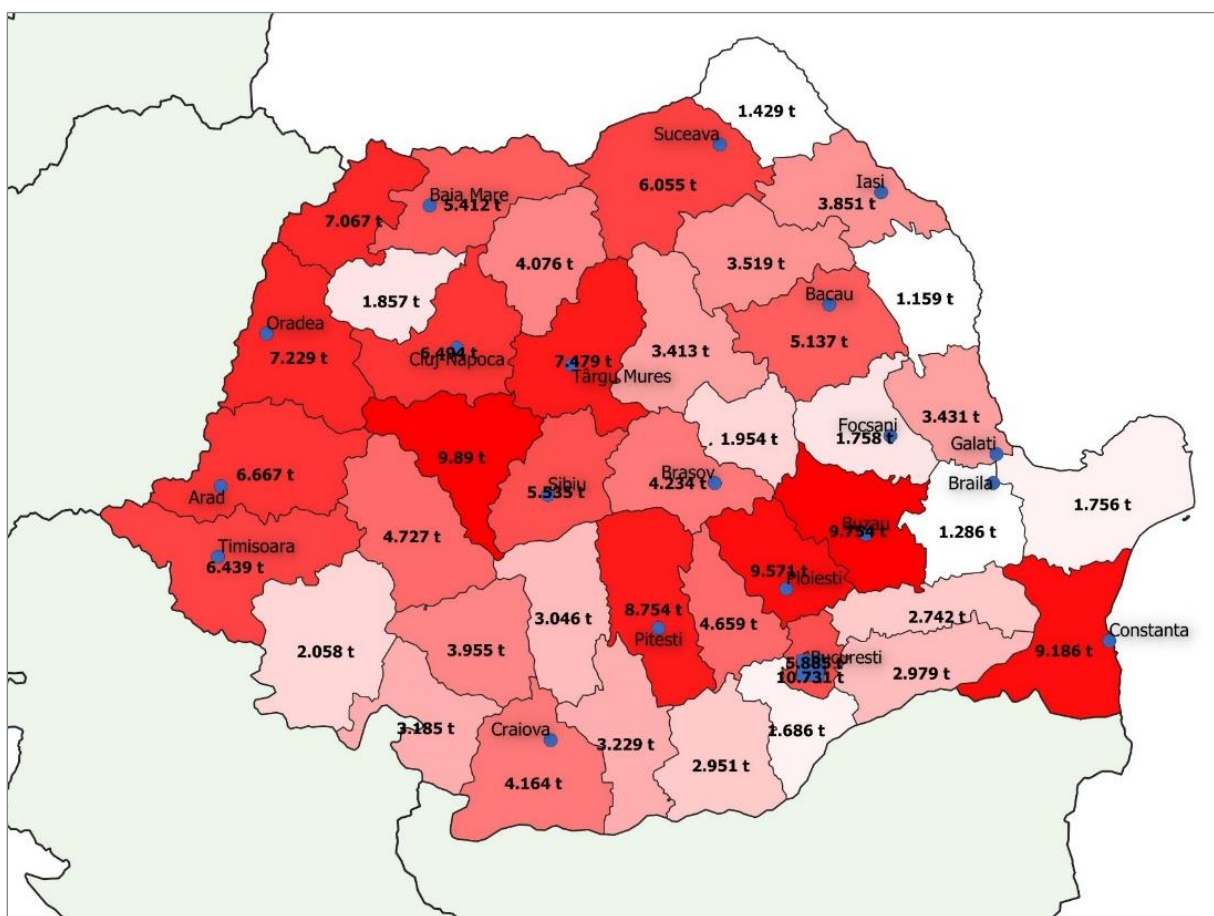 1.429 t
Suceava
6.055 t
Iasi
3.851 t
Baia Mare
5.412 t
7.067 t
4.076 t
3.519 t
1.857 t
Bacau
5.137 t
1.159 t
Oradea
7.229 t
6.494 t
Cluj-Napoca
7.479 t
Târgu Mures
3.413 t
3.431 t
Galati
Focsani
1.758 t
1.954 t
9.89 t
6.667 t
Arad
Sibiu
5.535 t
Brasov
4.234 t
Braila
1.286 t
1.756 t
Buzau
9.754 t
4.727 t
Timisoara
6.439 t
9.571 t
Ploiesti
8.754 t
Pitesti
4.659 t
3.046 t
2.742 t
Constanta
9.186 t
2.058 t
3.955 t
Bucuresti
5.885 t
10.731 t
2.979 t
3.185 t
Craiova
4.164 t
3.229 t
2.951 t
1.686 t